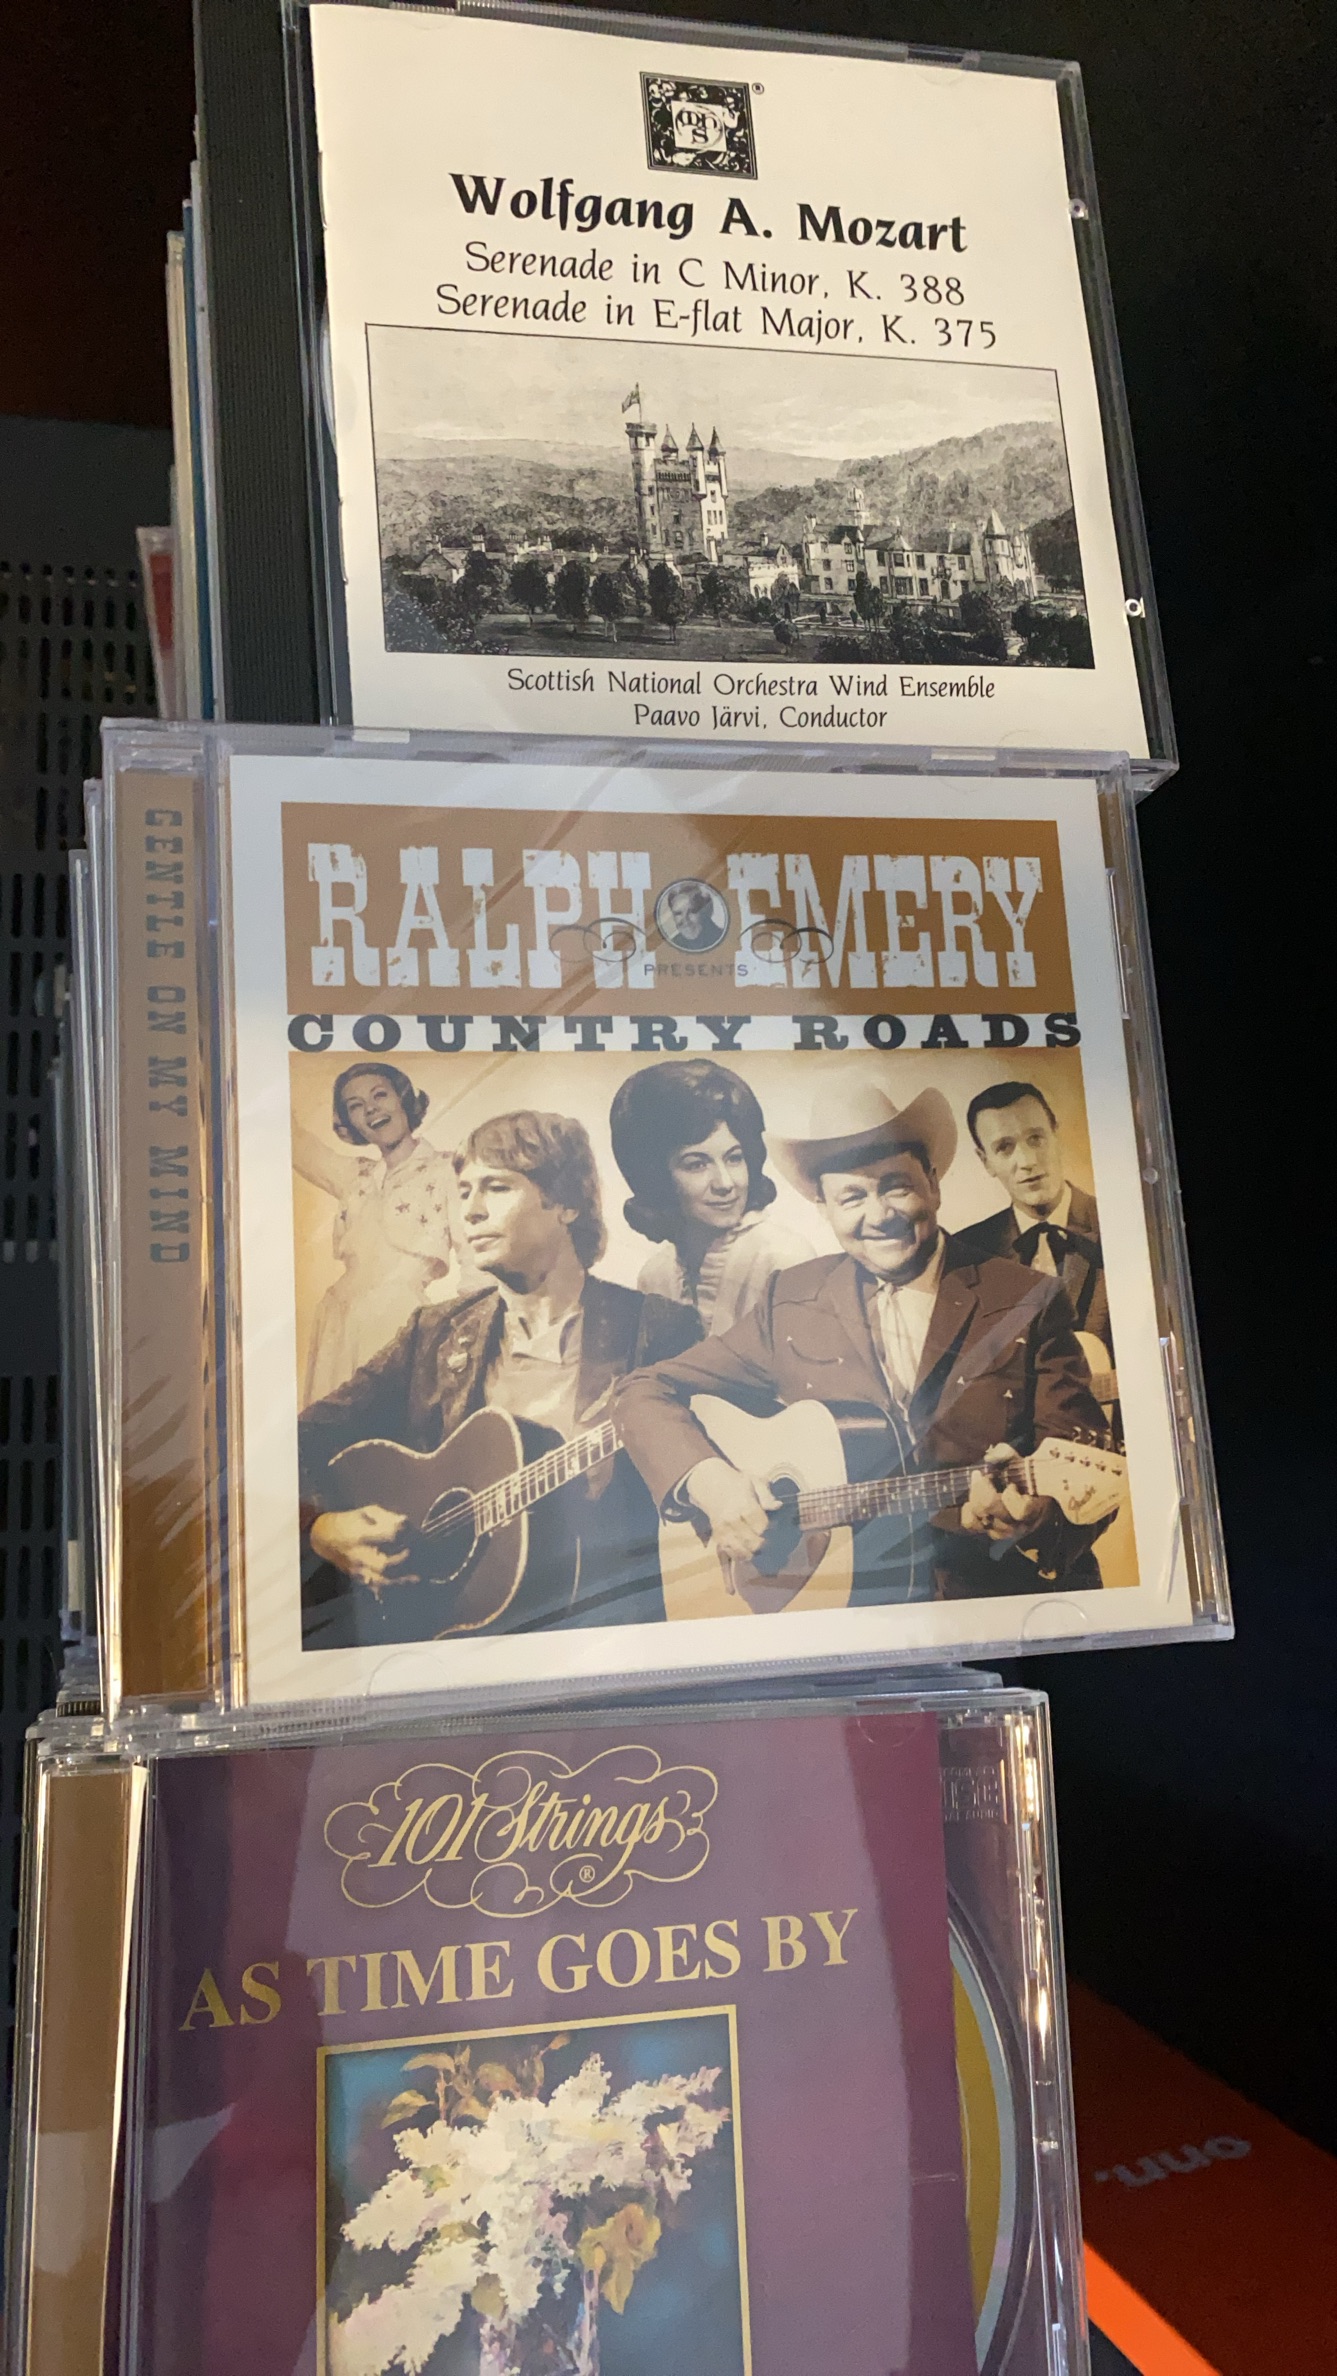 Wolfgang A. Mozart
Serenade in C Minor, K. 388
Serenade in E-flat Major, K. 375
Scottish National Orchestra Wind Ensemble
Paavo Järvi, Conductor
GENTLE ON MY MIND
RALPH EMERY
PRESENTS
COUNTRY ROADS
Fender
101 Strings
®
AS TIME GOES BY